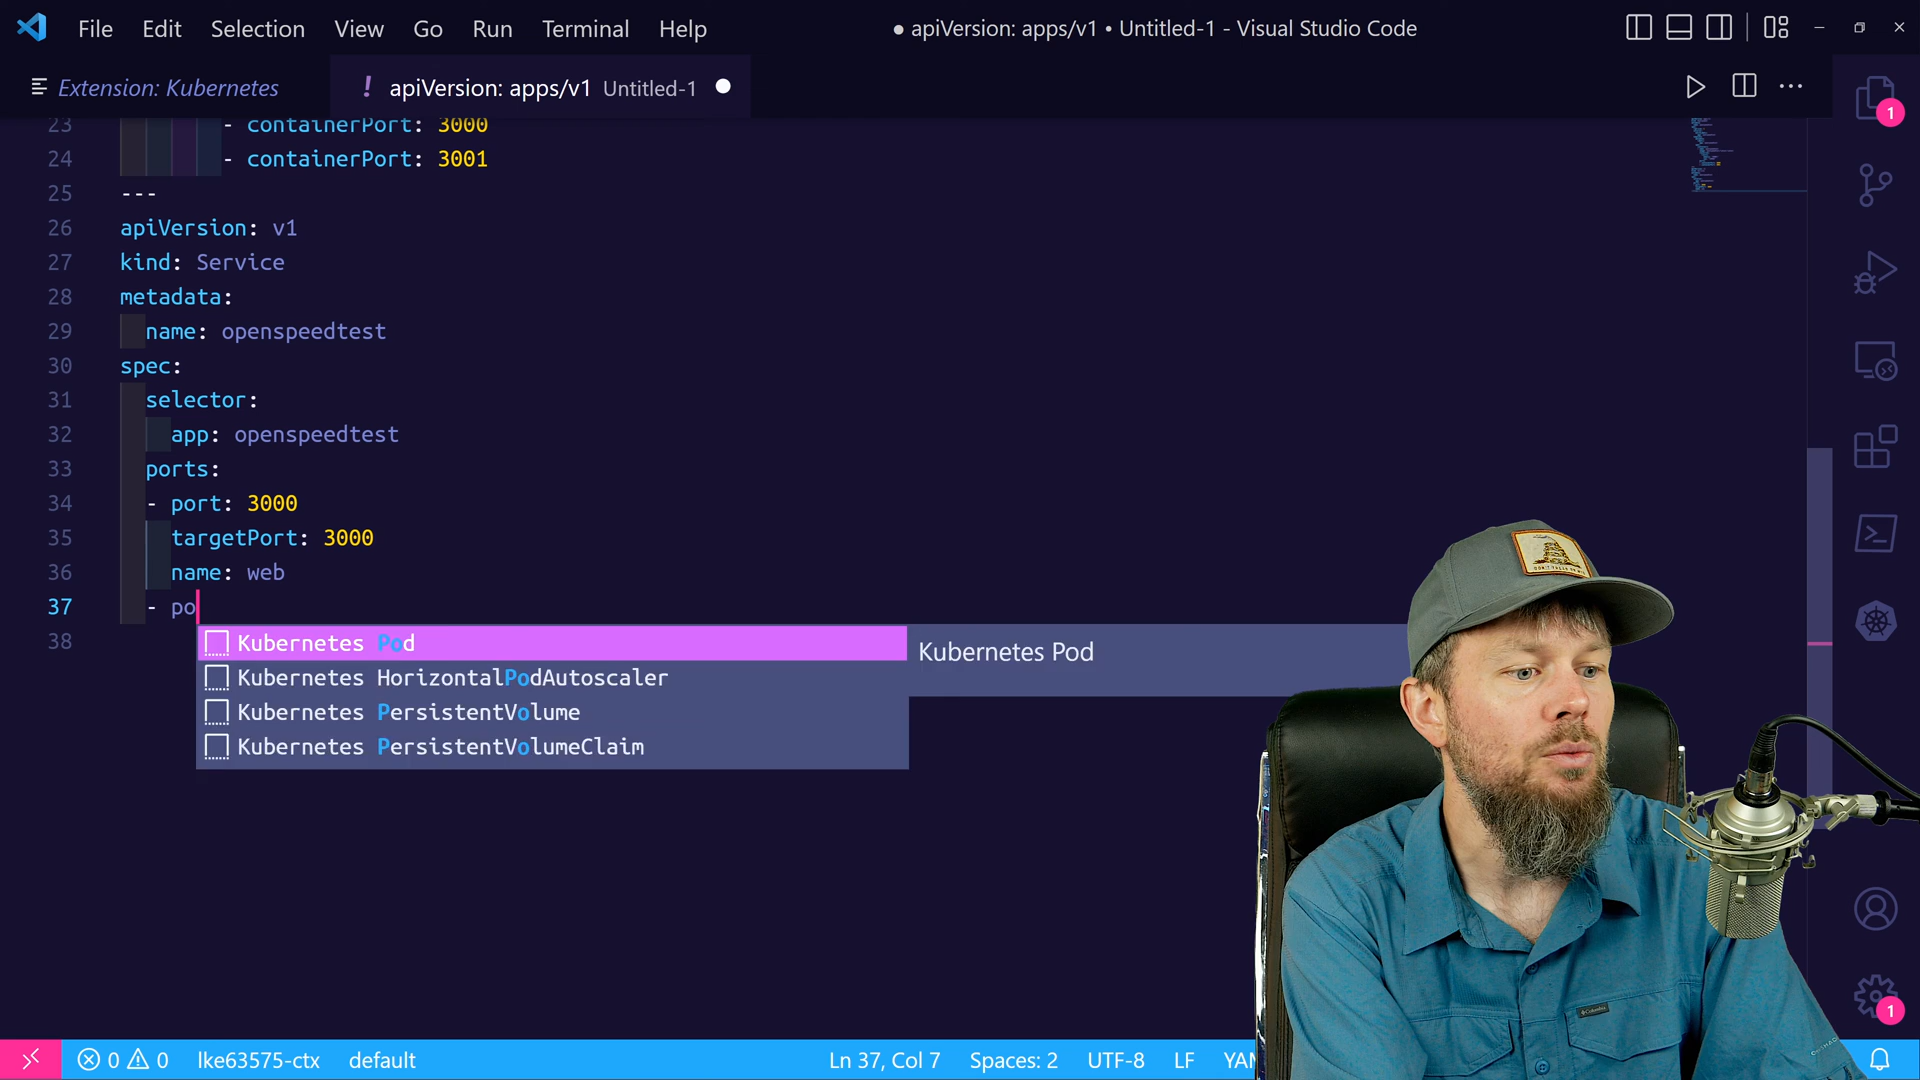 File Edit Selection View Go Run Terminal Help
● apiVersion: apps/v1 • Untitled-1 - Visual Studio Code
Extension: Kubernetes
! apiVersion: apps/v1 Untitled-1
23 - containerPort: 3000
24 - containerPort: 3001
25 ---
26 apiVersion: v1
27 kind: Service
28 metadata:
29 name: openspeedtest
30 spec:
31 selector:
32 app: openspeedtest
33 ports:
34 - port: 3000
35 targetPort: 3000
36 name: web
37 - po
38
Kubernetes Pod
Kubernetes HorizontalPodAutoscaler
Kubernetes PersistentVolume
Kubernetes PersistentVolumeClaim
Kubernetes Pod
1
1
0 0 lke63575-ctx default
Ln 37, Col 7 Spaces: 2 UTF-8 LF
Columbia